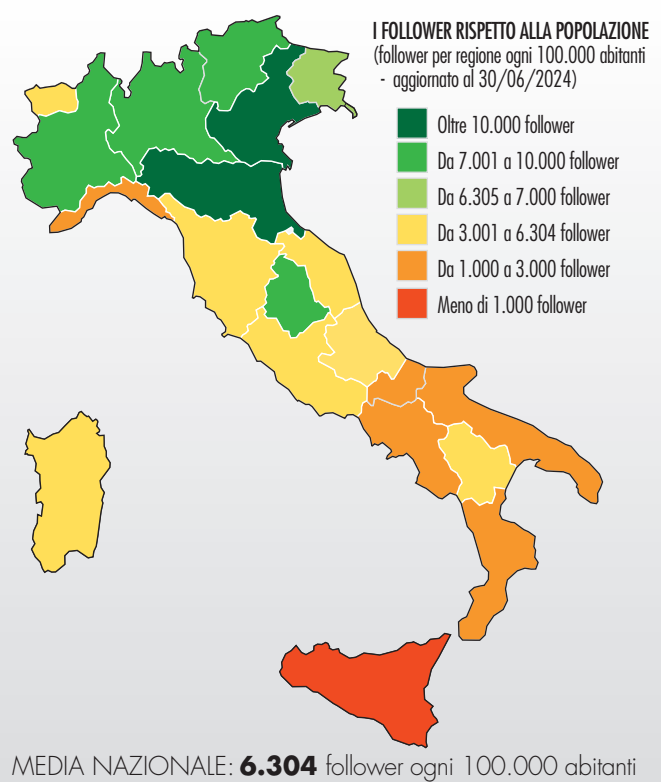 I FOLLOWER RISPETTO ALLA POPOLAZIONE
(follower per regione ogni 100.000 abitanti
- aggiornato al 30/06/2024)
Oltre 10.000 follower
Da 7.001 a 10.000 follower
Da 6.305 a 7.000 follower
Da 3.001 a 6.304 follower
Da 1.000 a 3.000 follower
Meno di 1.000 follower
MEDIA NAZIONALE: 6.304 follower ogni 100.000 abitanti